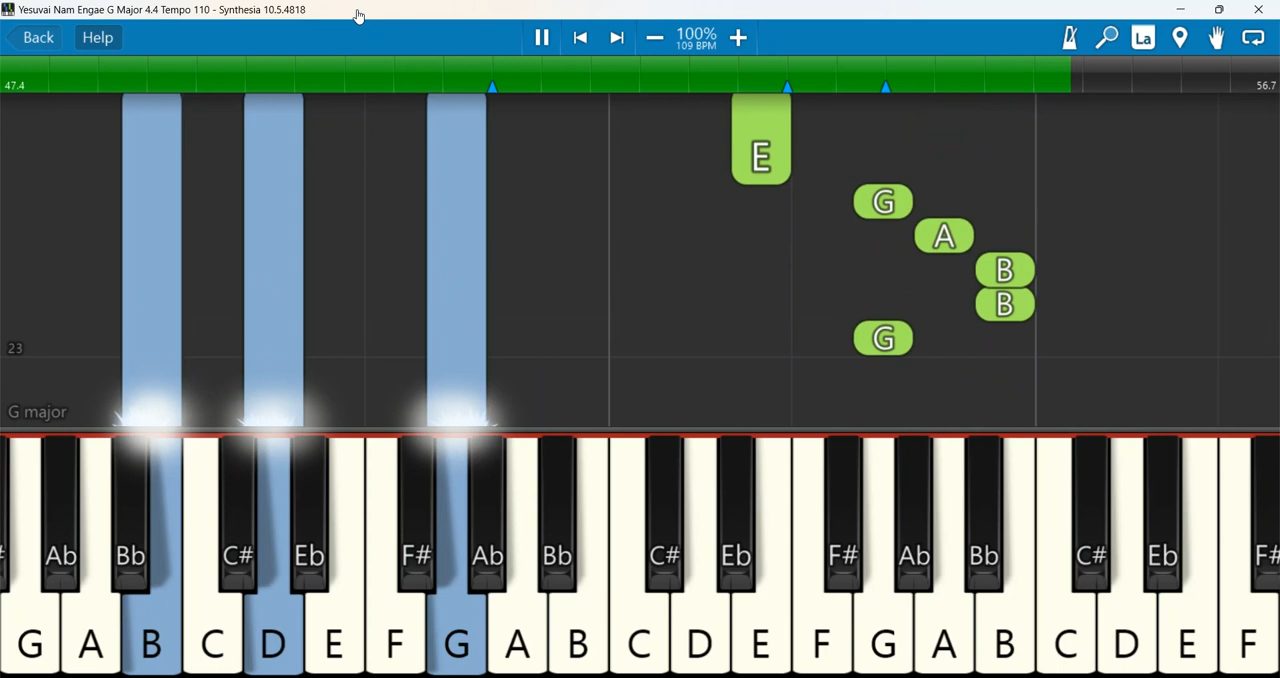 Yesuvai Nam Engae G Major 4.4 Tempo 110 - Synthesia 10.5.4818
Back Help 100% La
109 BPM
47.4 56.7
E
G
A
B
B
G
23
G major
Ab Bb C# Eb F# Ab Bb C# Eb F# Ab Bb C# Eb F#
G A B C D E F G A B C D E F G A B C D E F